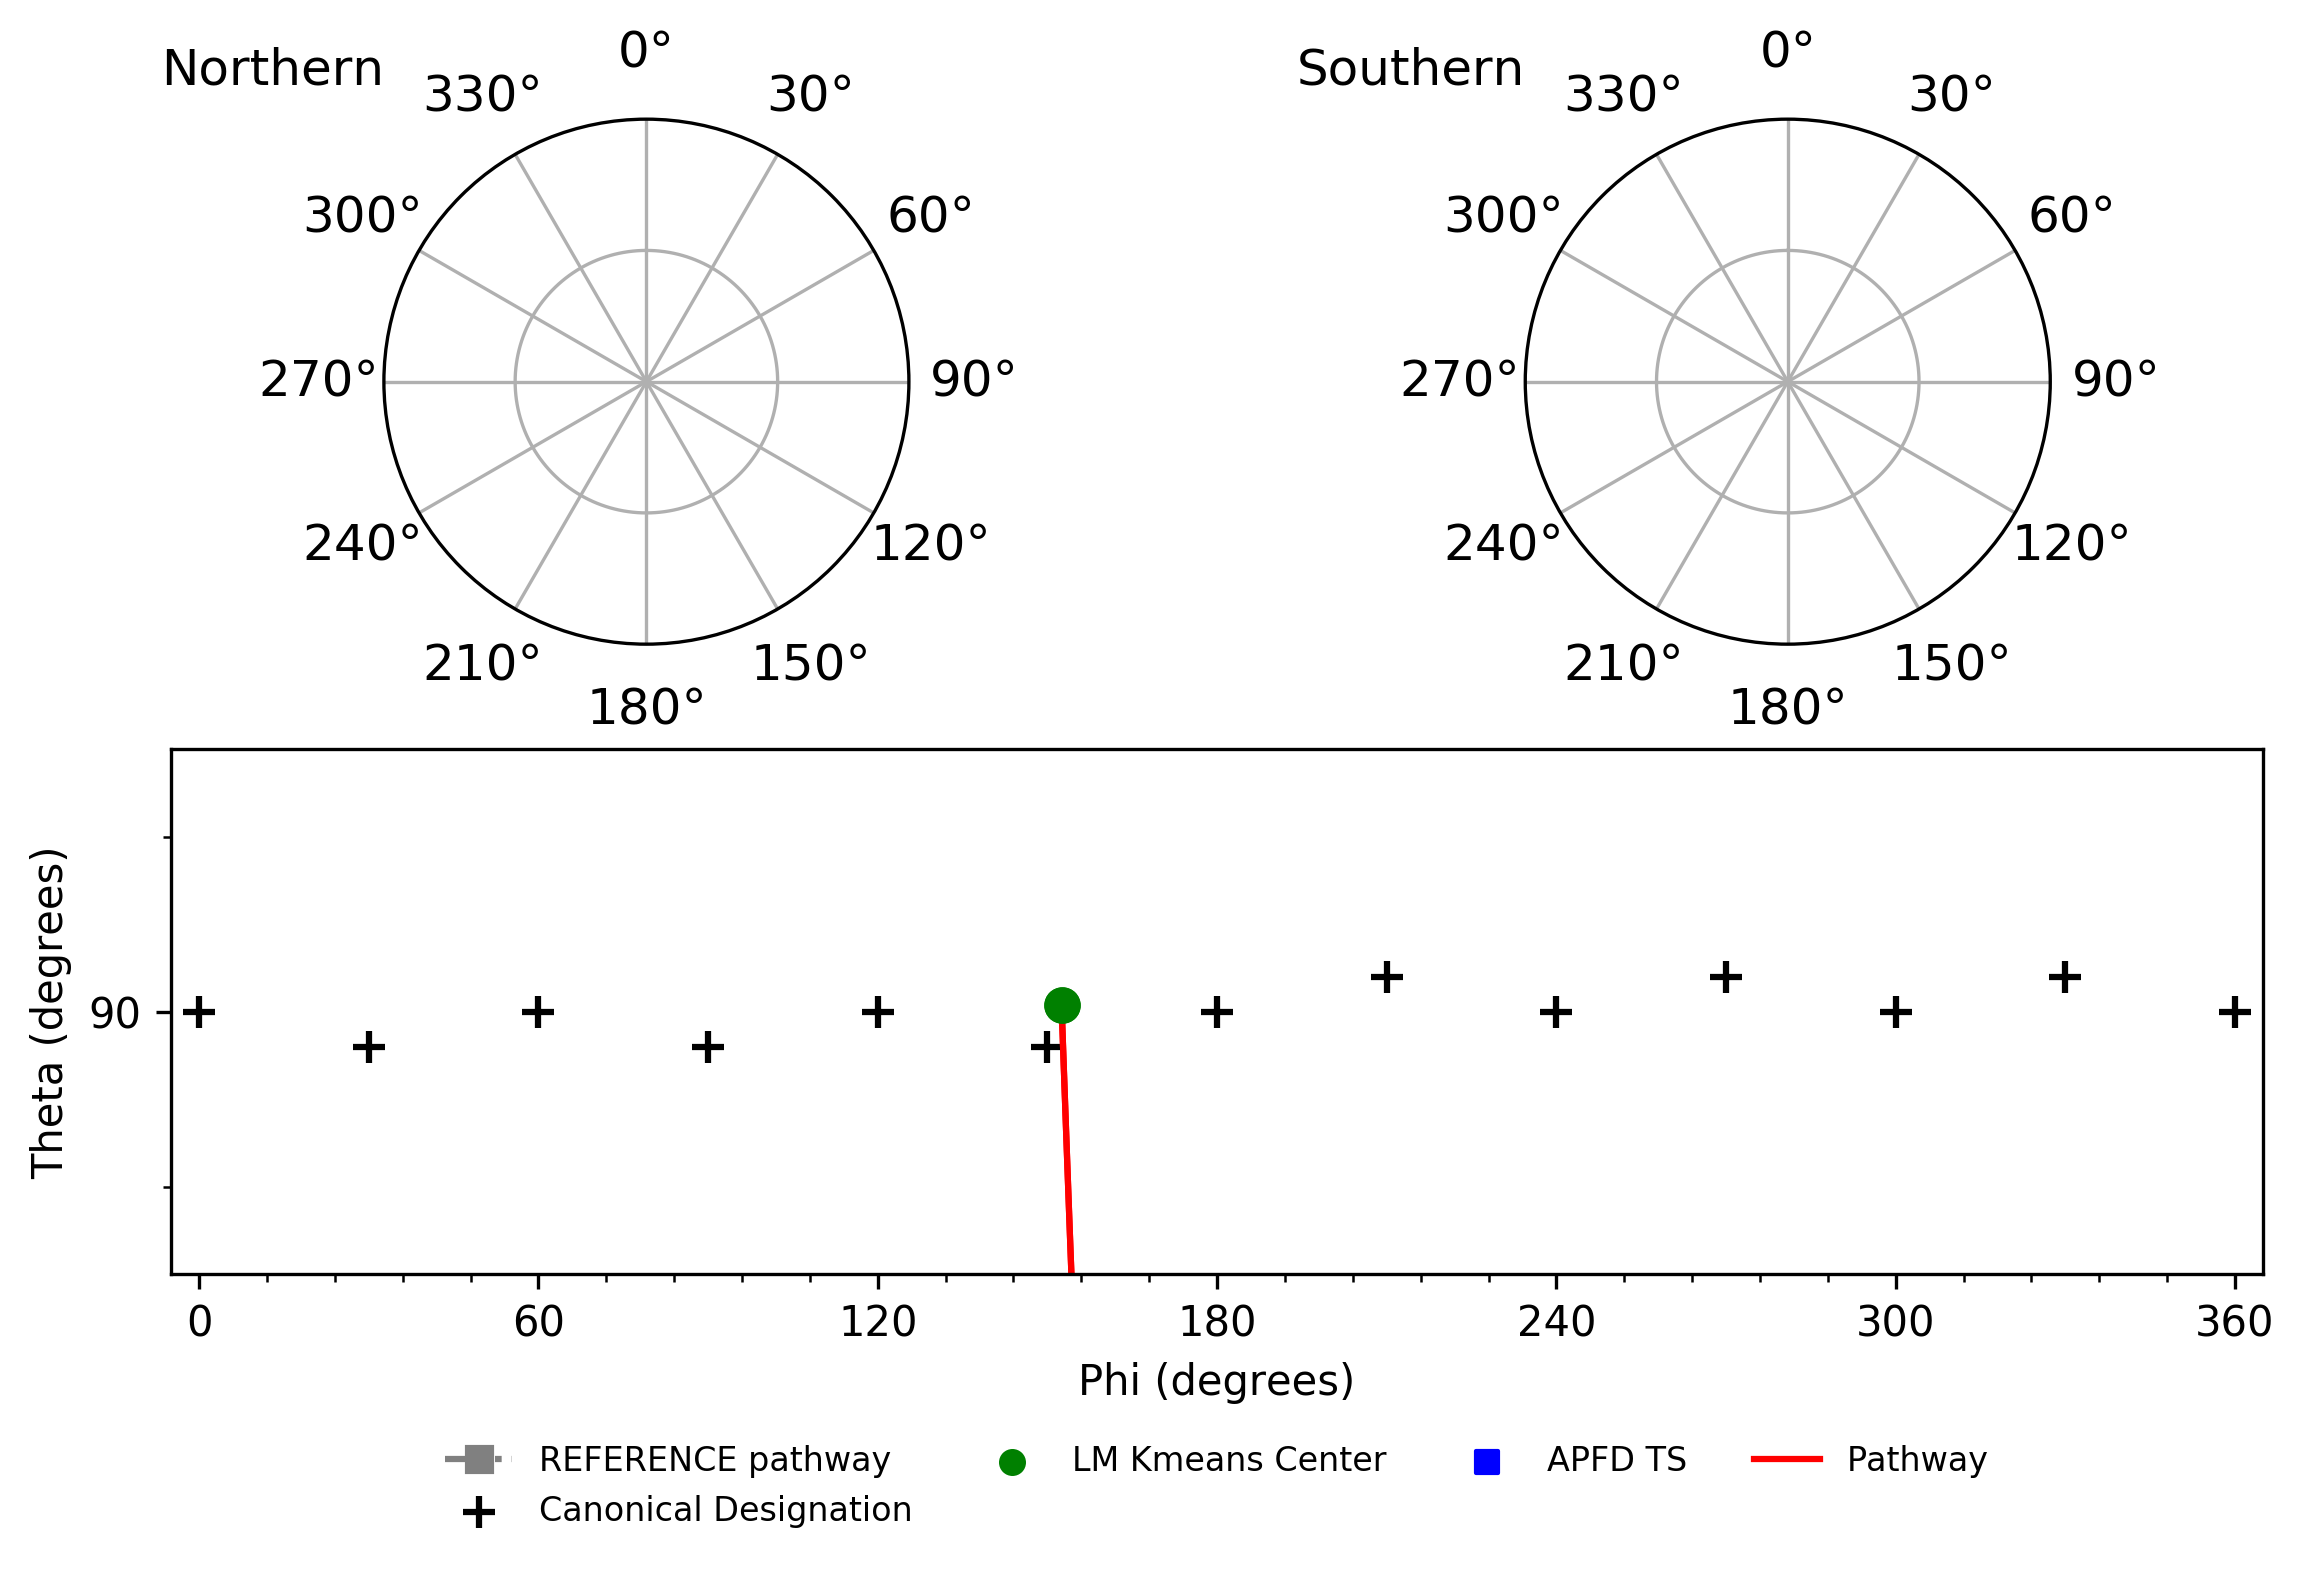 Northern
0°
330°
30°
300°
60°
270°
90°
240°
120°
210°
150°
180°
Southern
0°
330°
30°
300°
60°
270°
90°
240°
120°
210°
150°
180°
Theta (degrees)
90
0 60 120 180 240 300 360
Phi (degrees)
REFERENCE pathway
Canonical Designation
LM Kmeans Center
APFD TS
Pathway